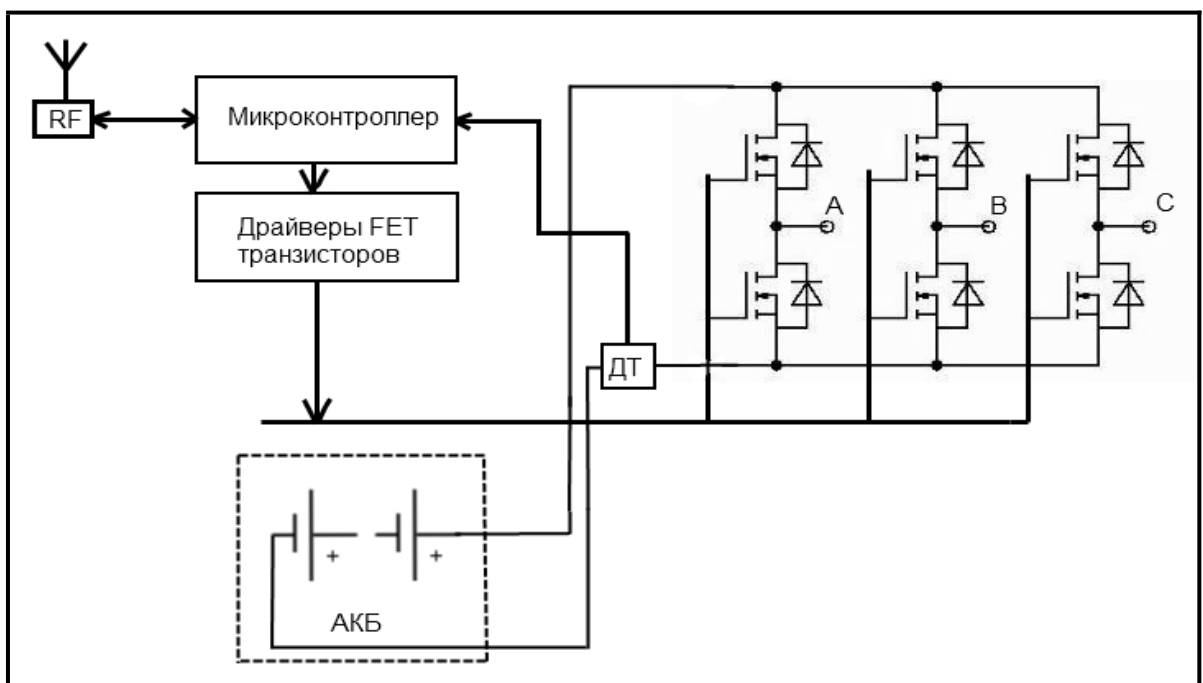 RF
Микроконтроллер
Драйверы FET
транзисторов
A
B
C
ДТ
+
+
АКБ